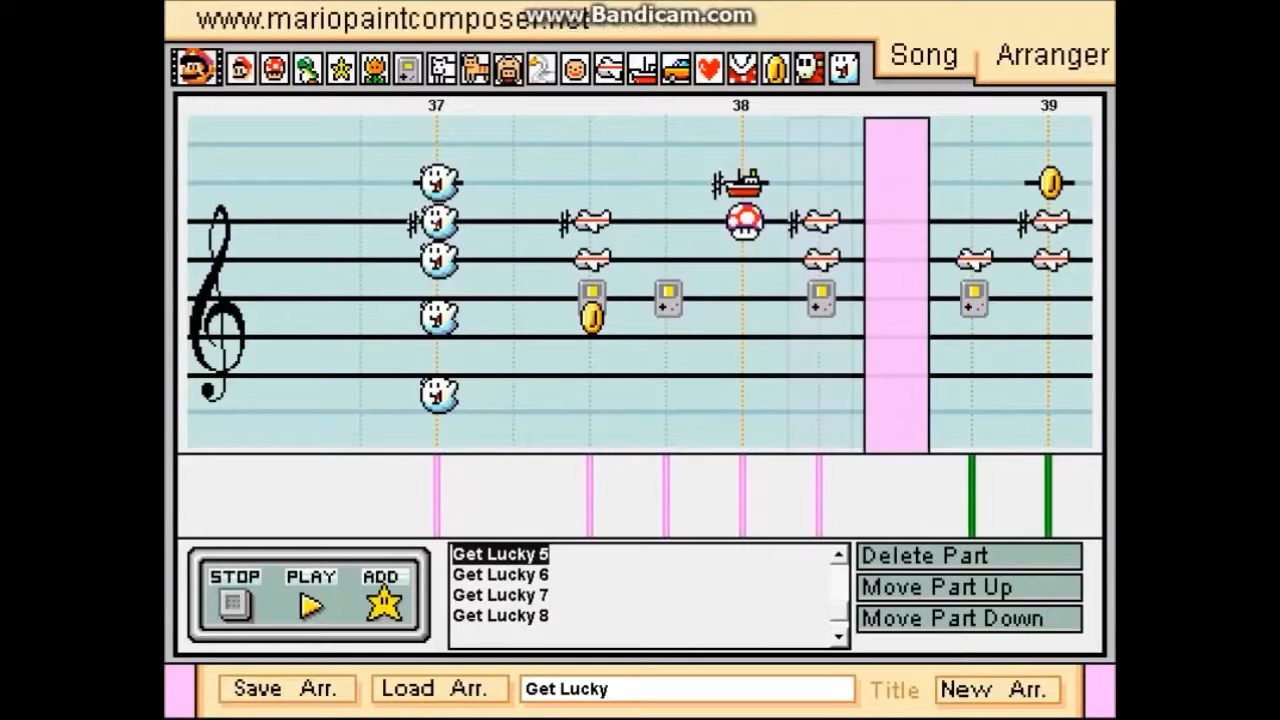 www.mariopaintcomposer.net
www.Bandicam.com
Song
Arranger
37
38
39
STOP
PLAY
ADD
Get Lucky 5
Get Lucky 6
Get Lucky 7
Get Lucky 8
Delete Part
Move Part Up
Move Part Down
Save Arr.
Load Arr.
Get Lucky
Title
New Arr.